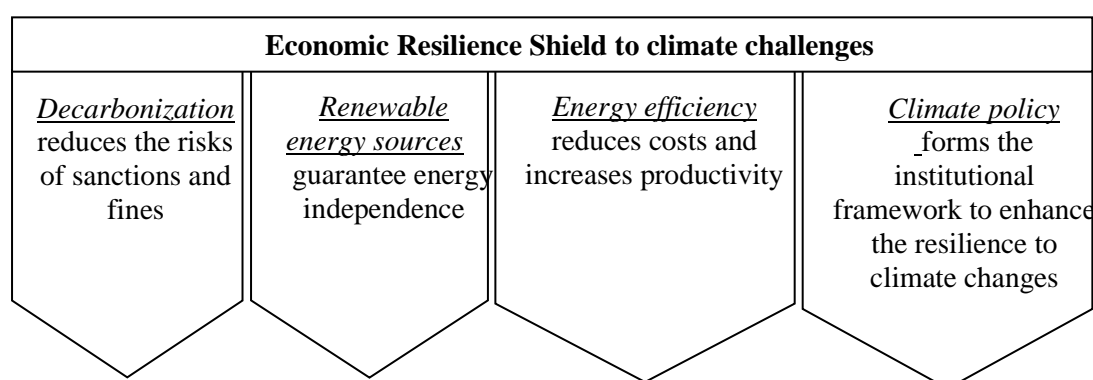 Economic Resilience Shield to climate challenges
Decarbonization
reduces the risks
of sanctions and
fines
Renewable
energy sources
guarantee energy
independence
Energy efficiency
reduces costs and
increases productivity
Climate policy
forms the
institutional
framework to enhance
the resilience to
climate changes